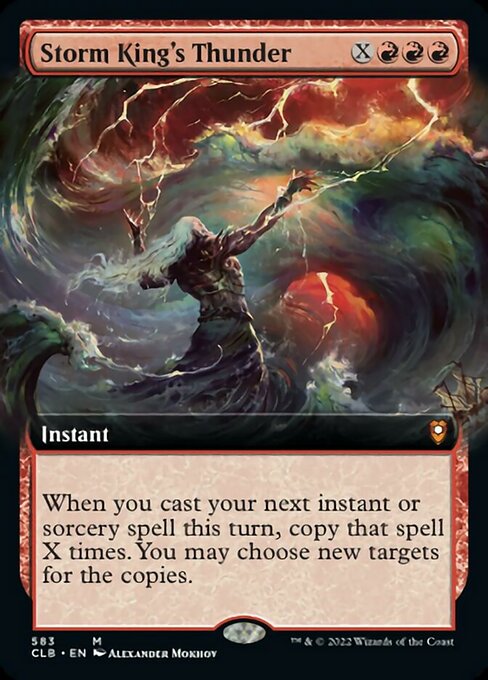 Storm King's Thunder X
Instant
When you cast your next instant or
sorcery spell this turn, copy that spell
X times. You may choose new targets
for the copies.
583 M
CLB • EN Alexander Mokhov
™ & © 2022 Wizards of the Coast